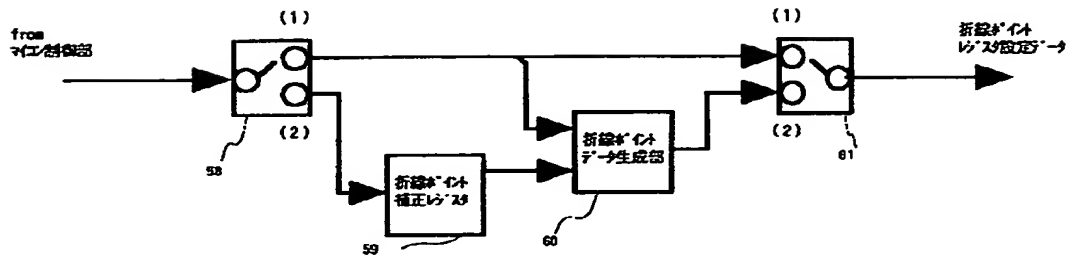 from
マイコン制御部
(1)
(2)
58
折線ポイント
補正レジスタ
59
折線ポイント
データ生成部
60
(1)
(2)
61
折線ポイント
レジスタ設定データ